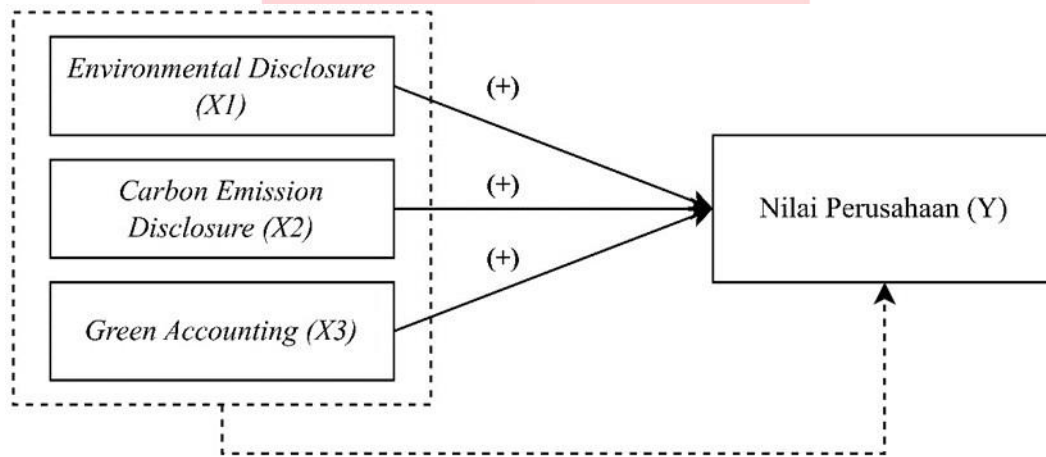 Environmental Disclosure
(X1)
(+)
Carbon Emission
Disclosure (X2)
(+)
Nilai Perusahaan (Y)
Green Accounting (X3)
(+)